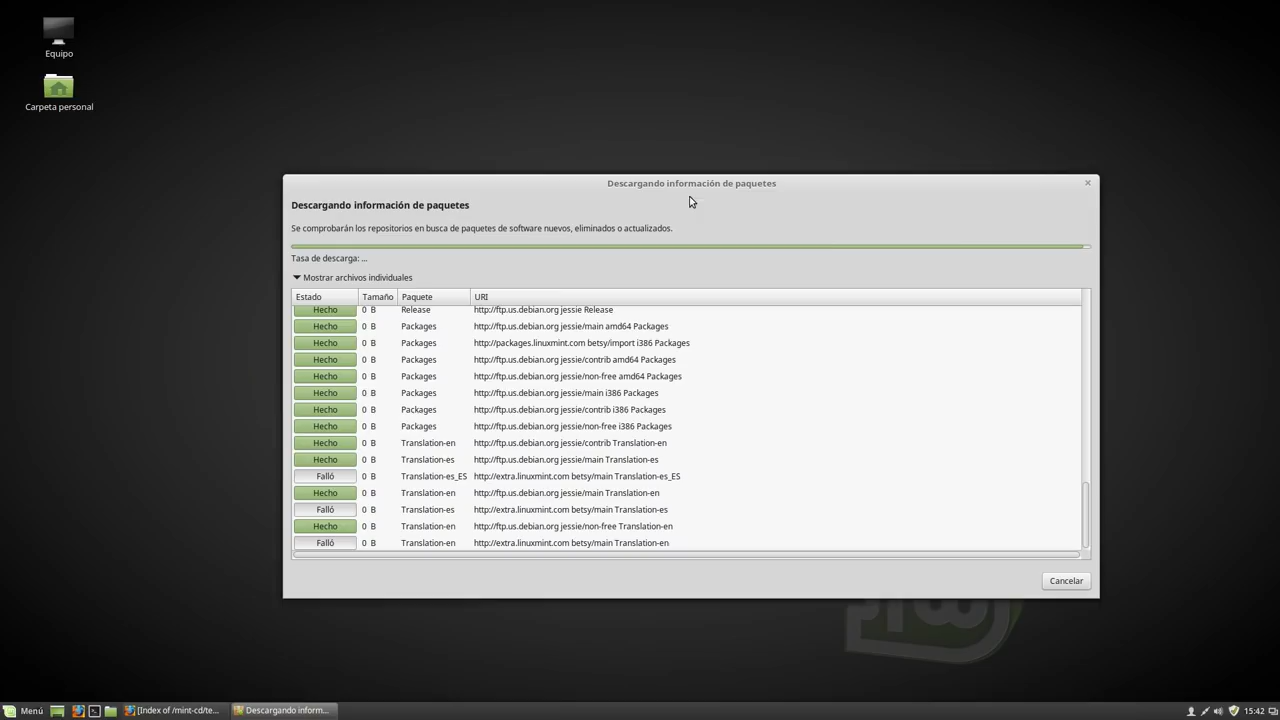 Equipo
Carpeta personal
Descargando información de paquetes
Descargando información de paquetes
Se comprobarán los repositorios en busca de paquetes de software nuevos, eliminados o actualizados.
Tasa de descarga: ...
Mostrar archivos individuales
Estado Tamaño Paquete URI
Hecho 0 B Release http://ftp.us.debian.org jessie Release
Hecho 0 B Packages http://ftp.us.debian.org jessie/main amd64 Packages
Hecho 0 B Packages http://packages.linuxmint.com betsy/import i386 Packages
Hecho 0 B Packages http://ftp.us.debian.org jessie/contrib amd64 Packages
Hecho 0 B Packages http://ftp.us.debian.org jessie/non-free amd64 Packages
Hecho 0 B Packages http://ftp.us.debian.org jessie/main i386 Packages
Hecho 0 B Packages http://ftp.us.debian.org jessie/contrib i386 Packages
Hecho 0 B Packages http://ftp.us.debian.org jessie/non-free i386 Packages
Hecho 0 B Translation-en http://ftp.us.debian.org jessie/contrib Translation-en
Hecho 0 B Translation-es http://ftp.us.debian.org jessie/main Translation-es
Falló 0 B Translation-es_ES http://extra.linuxmint.com betsy/main Translation-es_ES
Hecho 0 B Translation-en http://ftp.us.debian.org jessie/main Translation-en
Falló 0 B Translation-es http://extra.linuxmint.com betsy/main Translation-es
Hecho 0 B Translation-en http://ftp.us.debian.org jessie/non-free Translation-en
Falló 0 B Translation-en http://extra.linuxmint.com betsy/main Translation-en
Cancelar
Menú [Index of /mint-cd/te... Descargando inform... 15:42